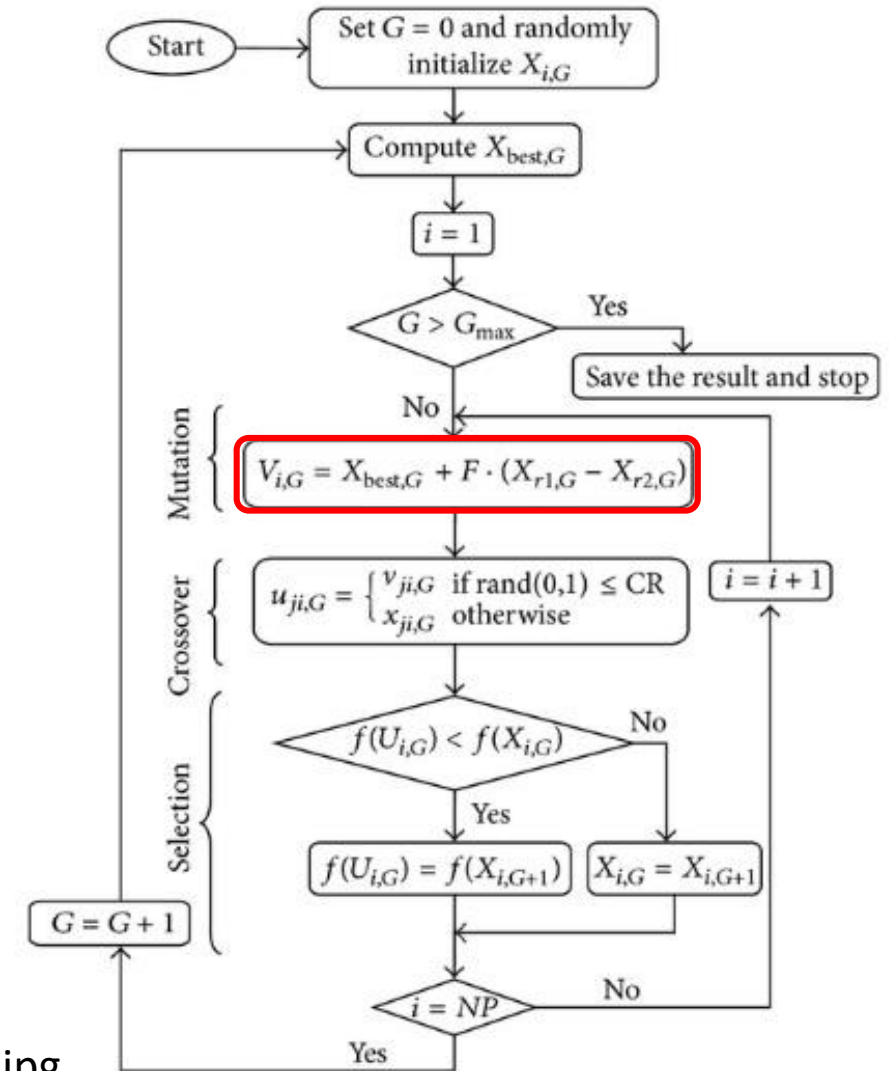 Start
Set G = 0 and randomly
initialize X_{i,G}
Compute X_{best,G}
i = 1
G > G_{max}
Yes
Save the result and stop
No
Mutation
V_{i,G} = X_{best,G} + F · (X_{r1,G} − X_{r2,G})
Crossover
u_{ji,G} = { v_{ji,G} if rand(0,1) ≤ CR
x_{ji,G} otherwise
i = i + 1
Selection
f(U_{i,G}) < f(X_{i,G})
No
Yes
f(U_{i,G}) = f(X_{i,G+1})
X_{i,G} = X_{i,G+1}
G = G + 1
i = NP
No
Yes